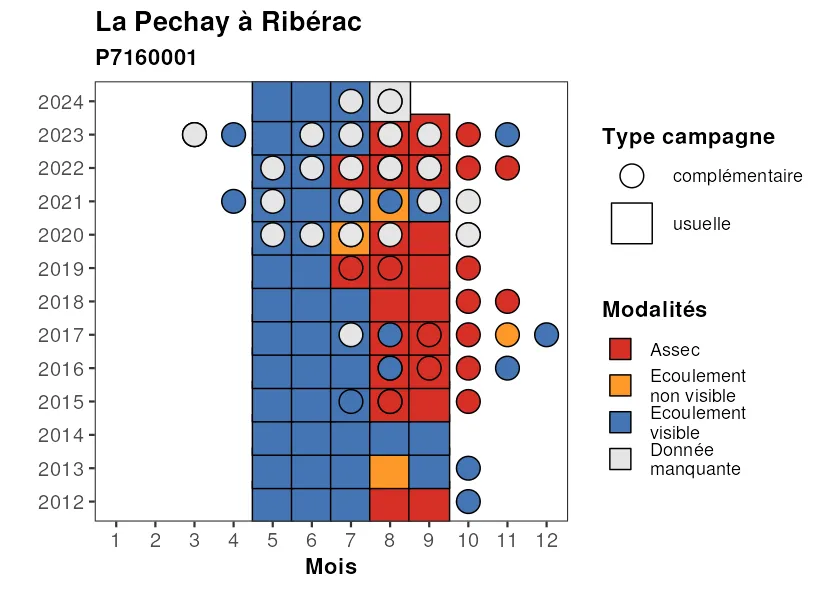 La Pechay à Ribérac
P7160001
2024
2023
2022
2021
2020
2019
2018
2017
2016
2015
2014
2013
2012
1 2 3 4 5 6 7 8 9 10 11 12
Mois
Type campagne
complémentaire
usuelle
Modalités
Assec
Ecoulement
non visible
Ecoulement
visible
Donnée
manquante